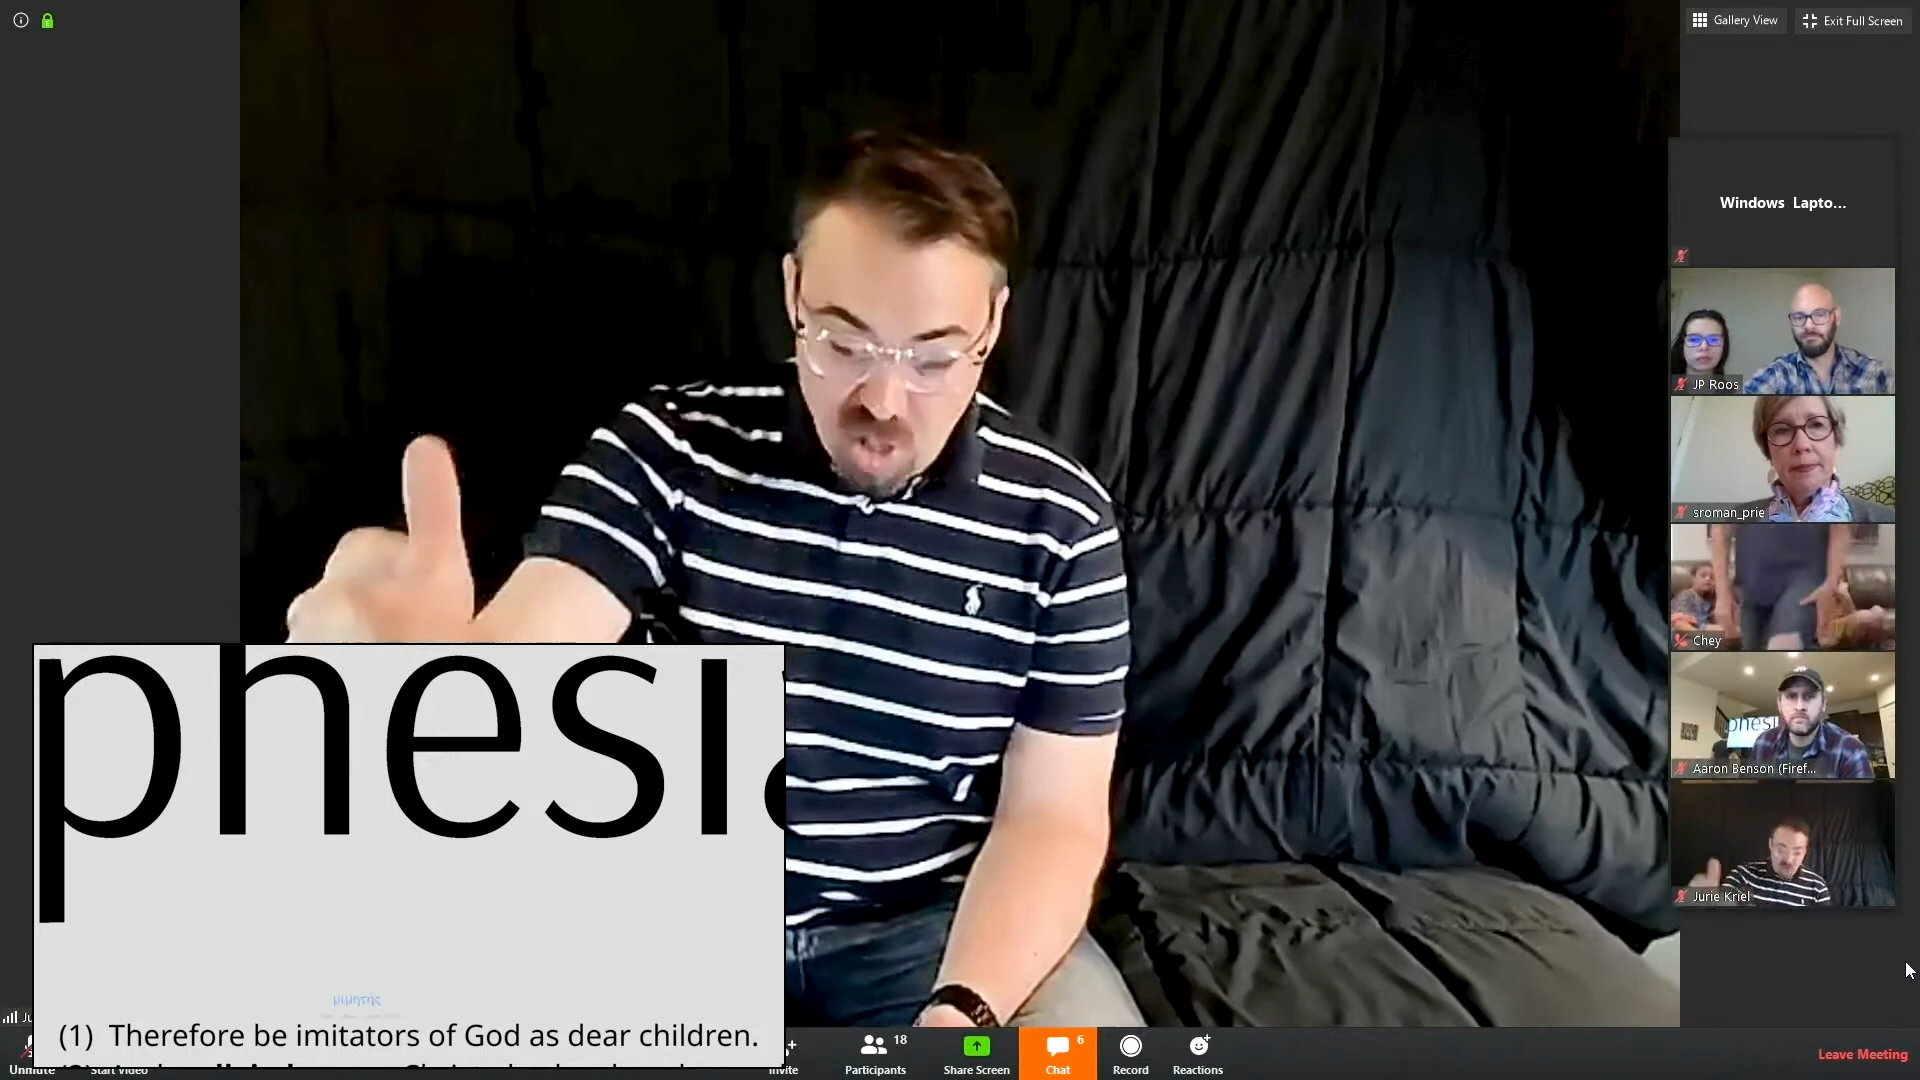 Gallery View
Exit Full Screen
Windows Lapto...
JP Roos
sroman_prie
Chey
phesi
Aaron Benson (Firef...
Jurie Kriel
phesi
μιμητής
(1) Therefore be imitators of God as dear children.
Unmute
Start Video
Invite
Participants
18
Share Screen
Chat
6
Record
Reactions
Leave Meeting